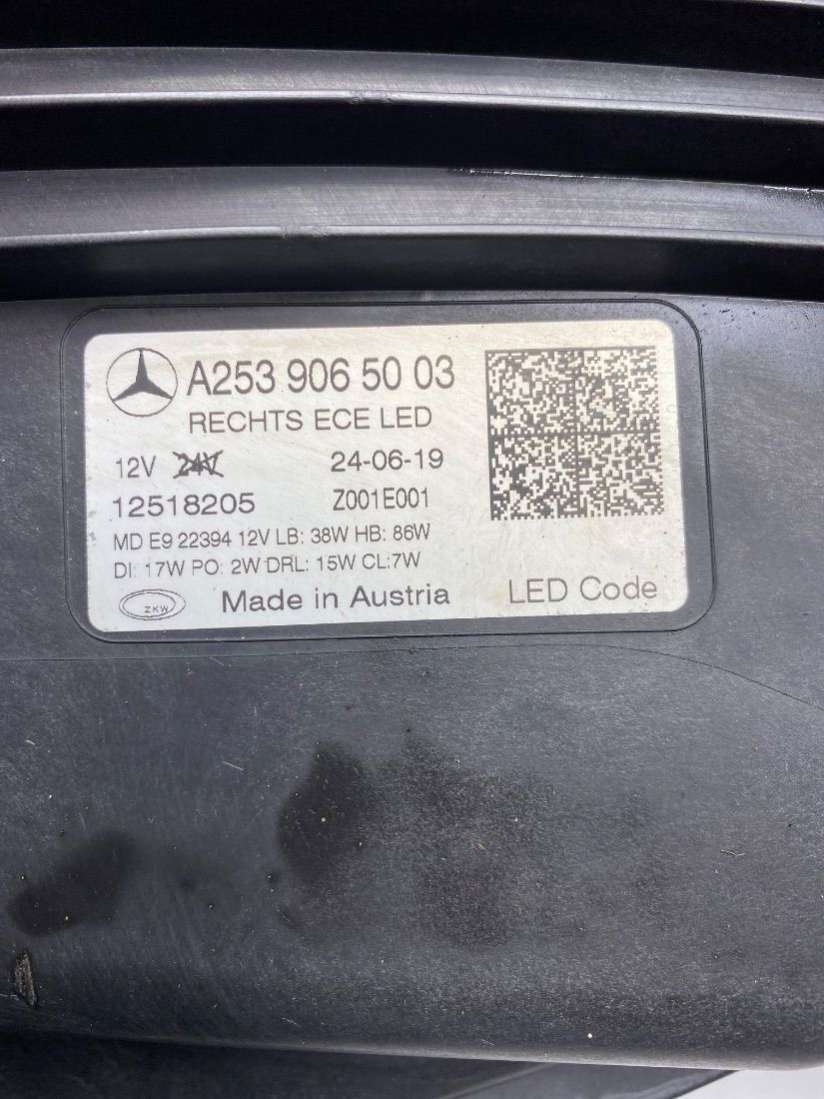 A253 906 50 03
RECHTS ECE LED
12V 24V 24-06-19
12518205 Z001E001
MD E9 22394 12V LB: 38W HB: 86W
DI: 17W PO: 2W DRL: 15W CL:7W
ZKW Made in Austria LED Code